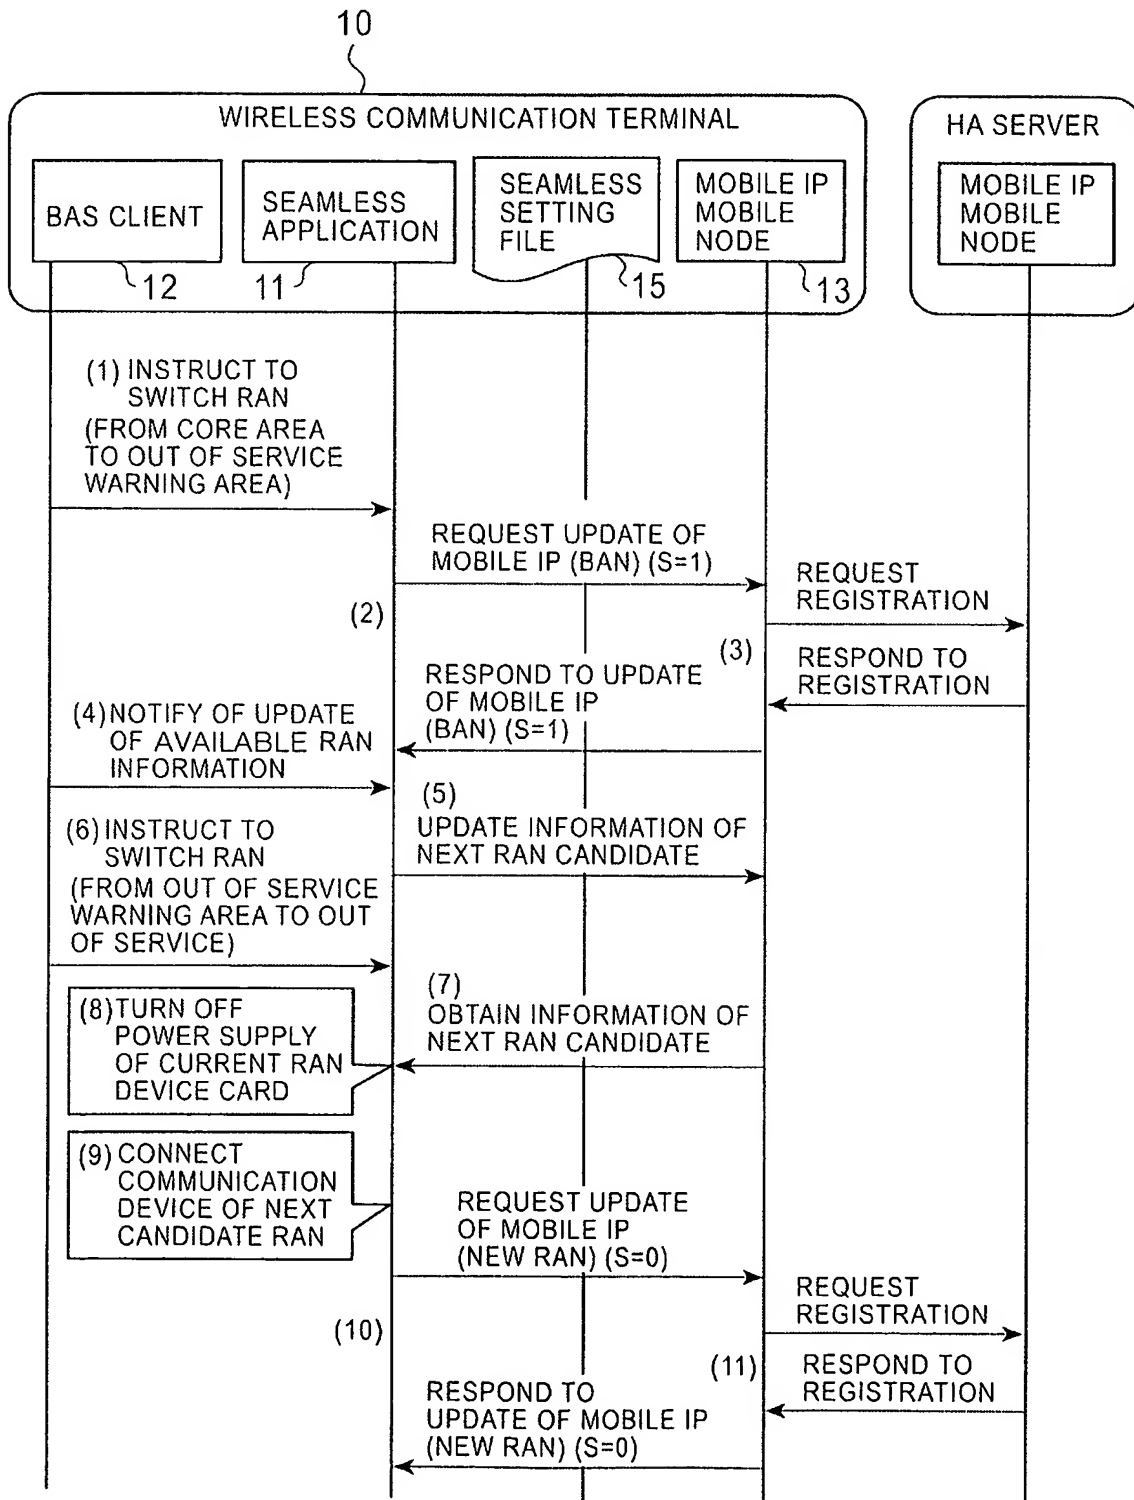 10
WIRELESS COMMUNICATION TERMINAL
HA SERVER
BAS CLIENT
12
SEAMLESS
APPLICATION
11
SEAMLESS
SETTING
FILE
15
MOBILE IP
MOBILE
NODE
13
MOBILE IP
MOBILE
NODE
(1) INSTRUCT TO
SWITCH RAN
(FROM CORE AREA
TO OUT OF SERVICE
WARNING AREA)
REQUEST UPDATE OF
MOBILE IP (BAN) (S=1)
(2)
REQUEST
REGISTRATION
(3)
RESPOND TO
REGISTRATION
RESPOND TO UPDATE
OF MOBILE IP
(BAN) (S=1)
(4) NOTIFY OF UPDATE
OF AVAILABLE RAN
INFORMATION
(5)
UPDATE INFORMATION OF
NEXT RAN CANDIDATE
(6) INSTRUCT TO
SWITCH RAN
(FROM OUT OF SERVICE
WARNING AREA TO OUT
OF SERVICE)
(7)
OBTAIN INFORMATION OF
NEXT RAN CANDIDATE
(8) TURN OFF
POWER SUPPLY
OF CURRENT RAN
DEVICE CARD
(9) CONNECT
COMMUNICATION
DEVICE OF NEXT
CANDIDATE RAN
REQUEST UPDATE
OF MOBILE IP
(NEW RAN) (S=0)
(10)
REQUEST
REGISTRATION
(11)
RESPOND TO
REGISTRATION
RESPOND TO
UPDATE OF MOBILE IP
(NEW RAN) (S=0)